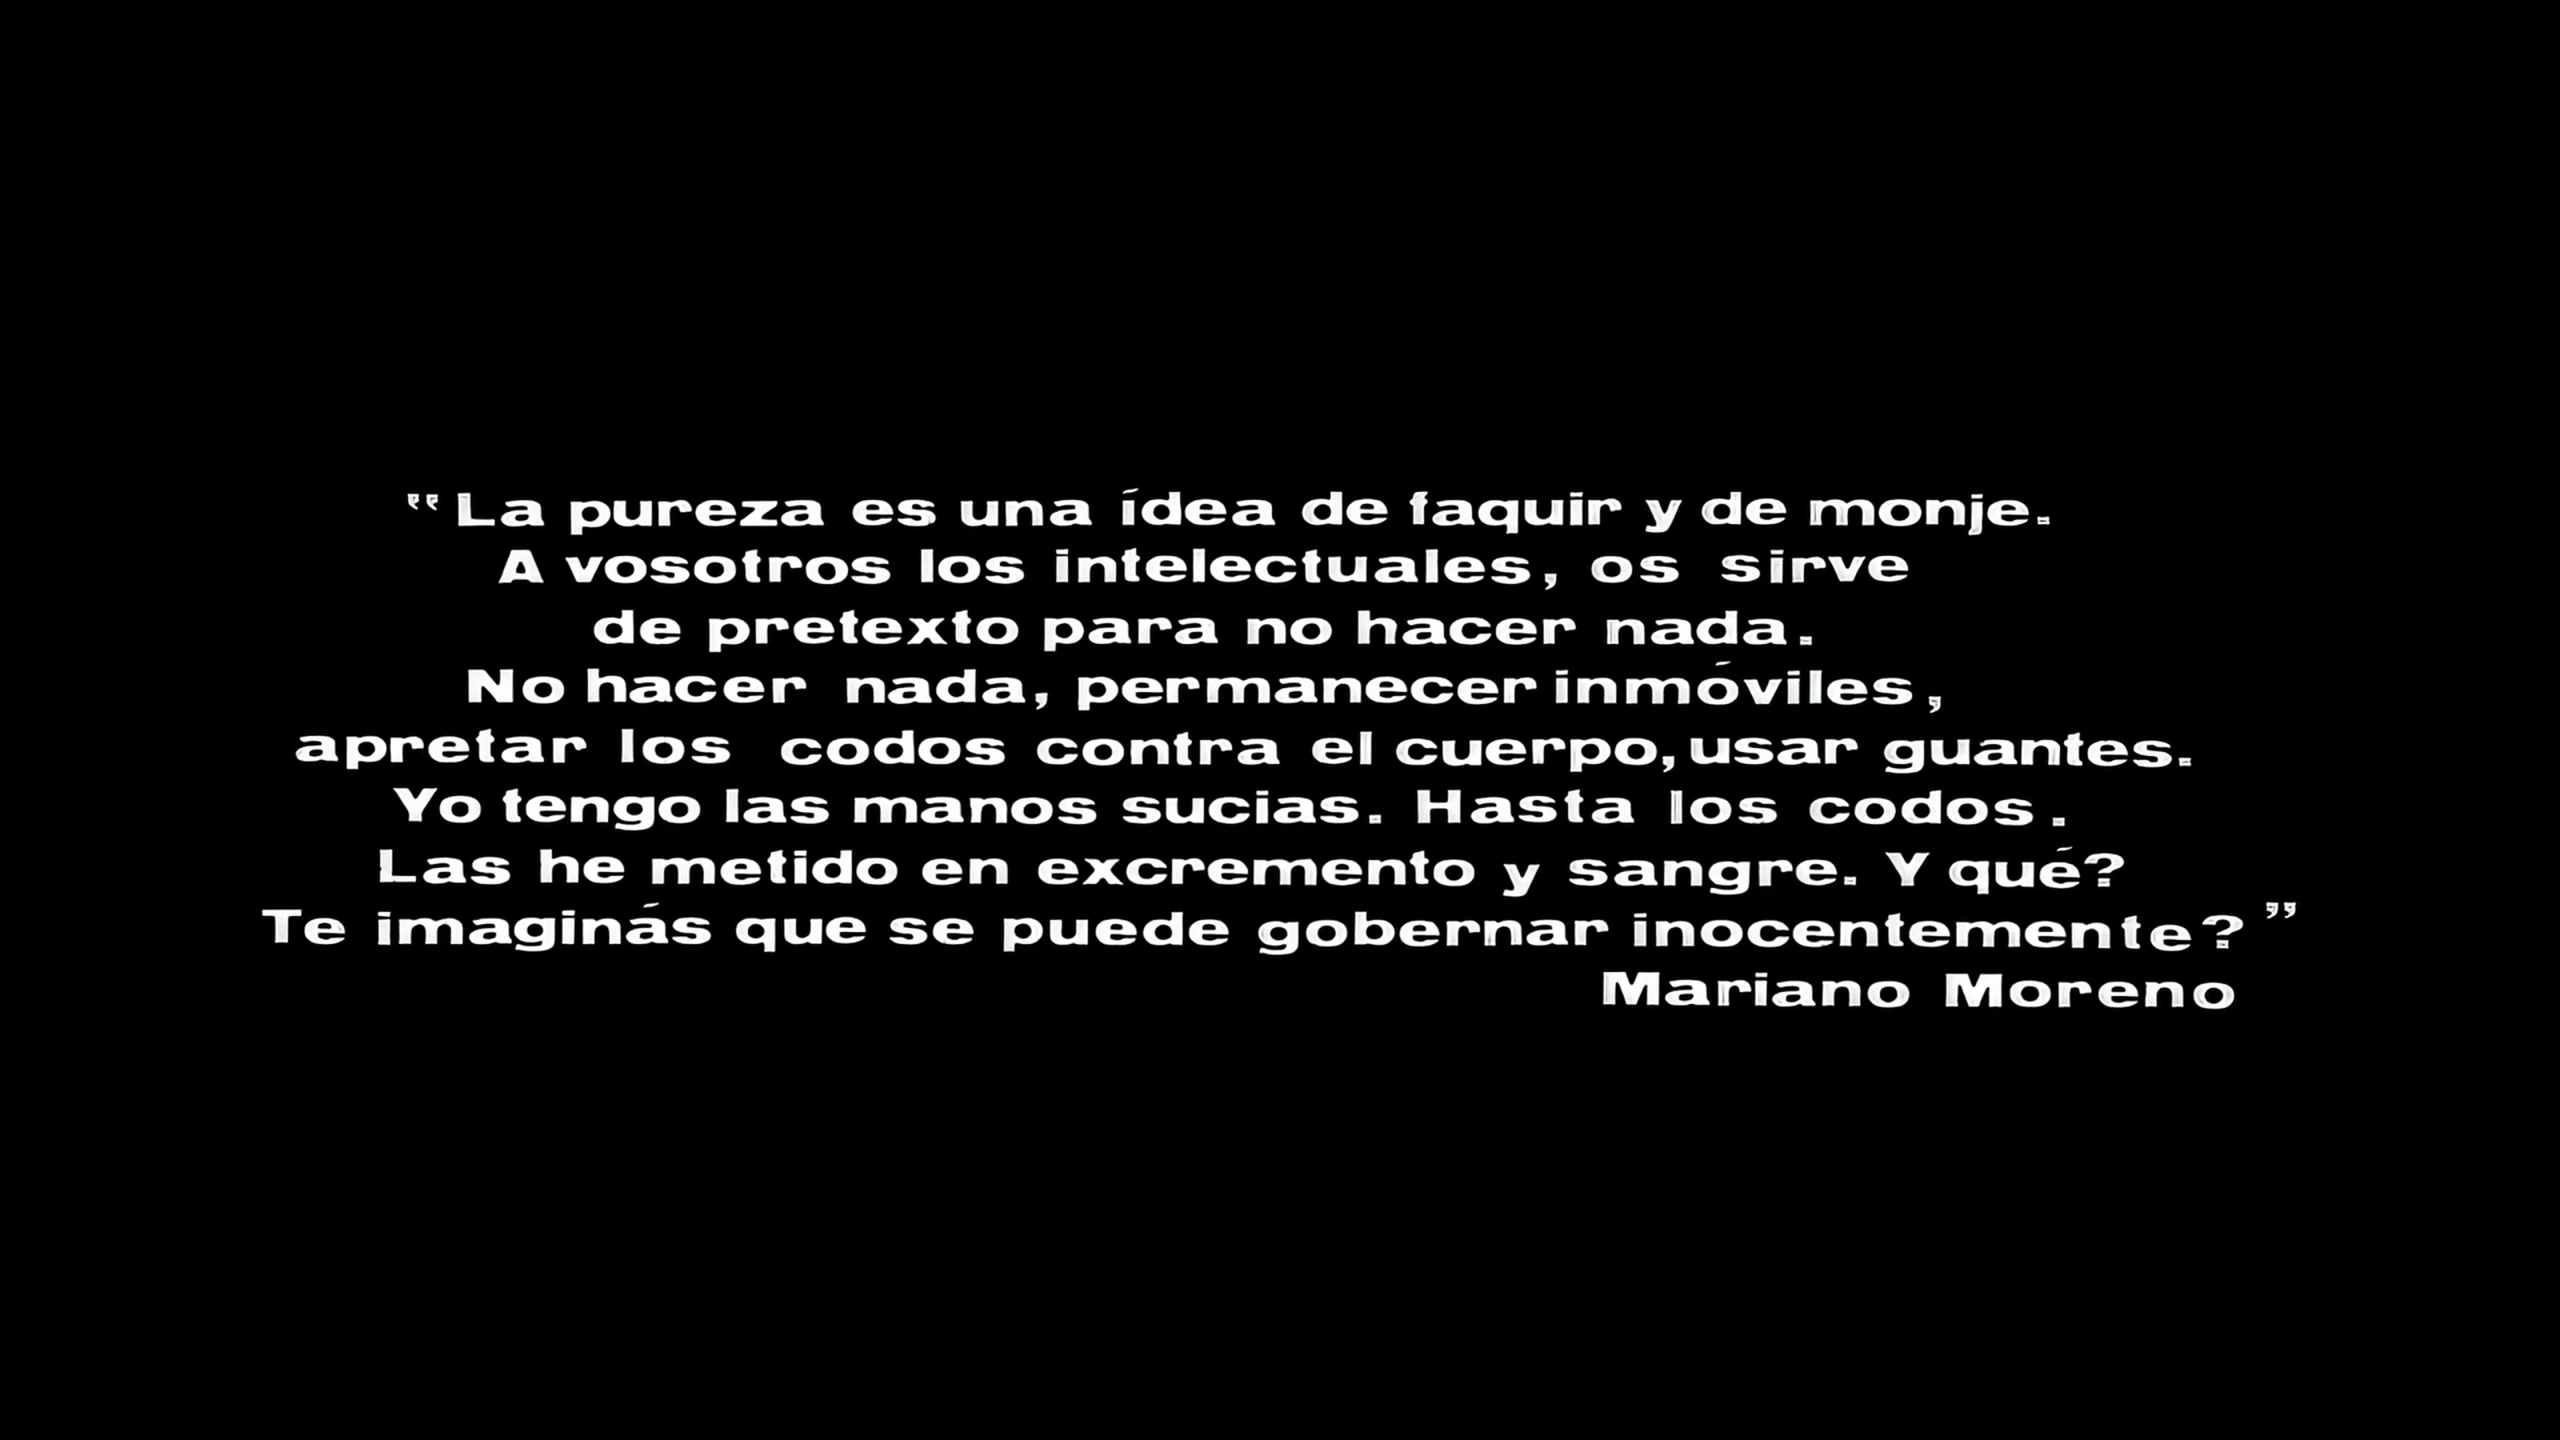 "La pureza es una ídea de faquir y de monje.
A vosotros los intelectuales, os sirve
de pretexto para no hacer nada.
No hacer nada, permanecer inmóviles,
apretar los codos contra el cuerpo, usar guantes.
Yo tengo las manos sucias. Hasta los codos.
Las he metido en excremento y sangre. Y qué?
Te imaginás que se puede gobernar inocentemente?"
Mariano Moreno